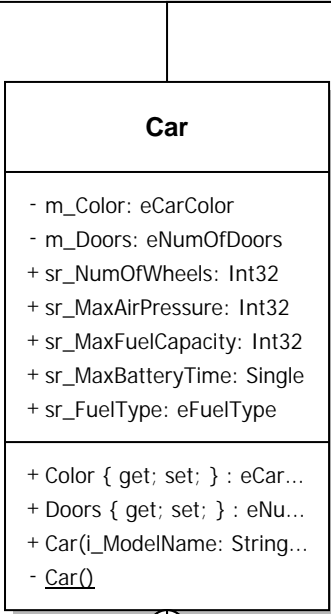 Car
- m_Color: eCarColor
- m_Doors: eNumOfDoors
+ sr_NumOfWheels: Int32
+ sr_MaxAirPressure: Int32
+ sr_MaxFuelCapacity: Int32
+ sr_MaxBatteryTime: Single
+ sr_FuelType: eFuelType
+ Color { get; set; } : eCar...
+ Doors { get; set; } : eNu...
+ Car(i_ModelName: String...
- Car()